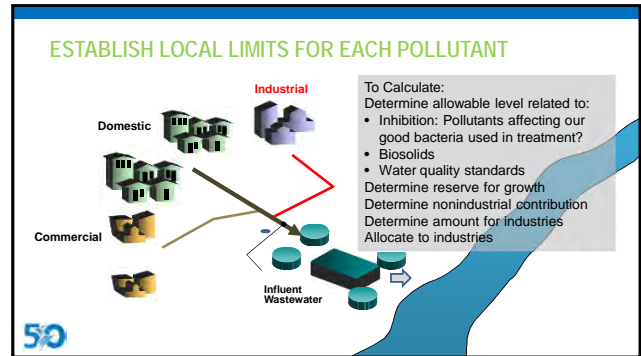 ESTABLISH LOCAL LIMITS FOR EACH POLLUTANT
Industrial
Domestic
Commercial
Influent
Wastewater
To Calculate:
Determine allowable level related to:
• Inhibition: Pollutants affecting our
good bacteria used in treatment?
• Biosolids
• Water quality standards
Determine reserve for growth
Determine nonindustrial contribution
Determine amount for industries
Allocate to industries
50